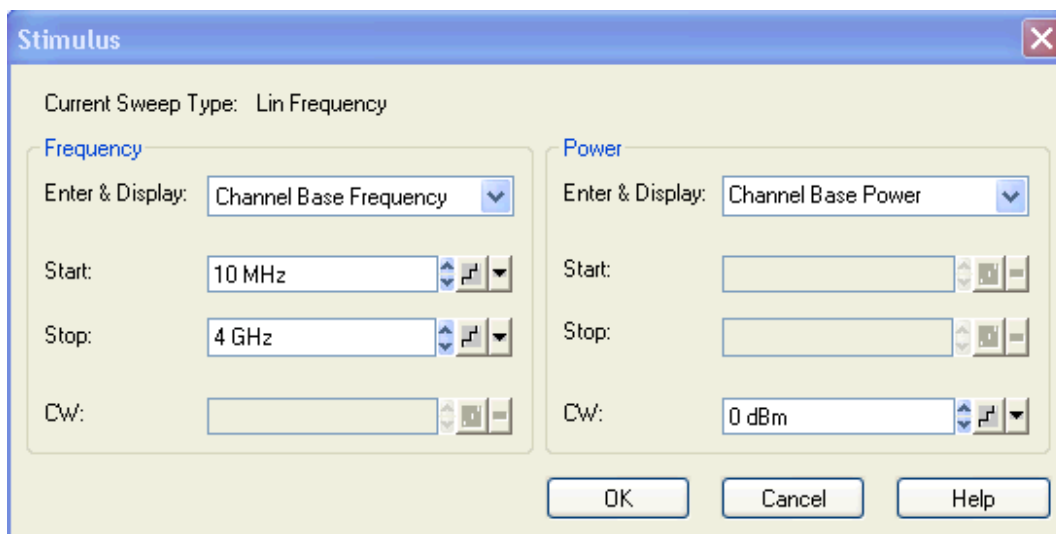 Stimulus
Current Sweep Type: Lin Frequency
Frequency
Enter & Display: Channel Base Frequency
Start: 10 MHz
Stop: 4 GHz
CW:
Power
Enter & Display: Channel Base Power
Start:
Stop:
CW: 0 dBm
OK Cancel Help